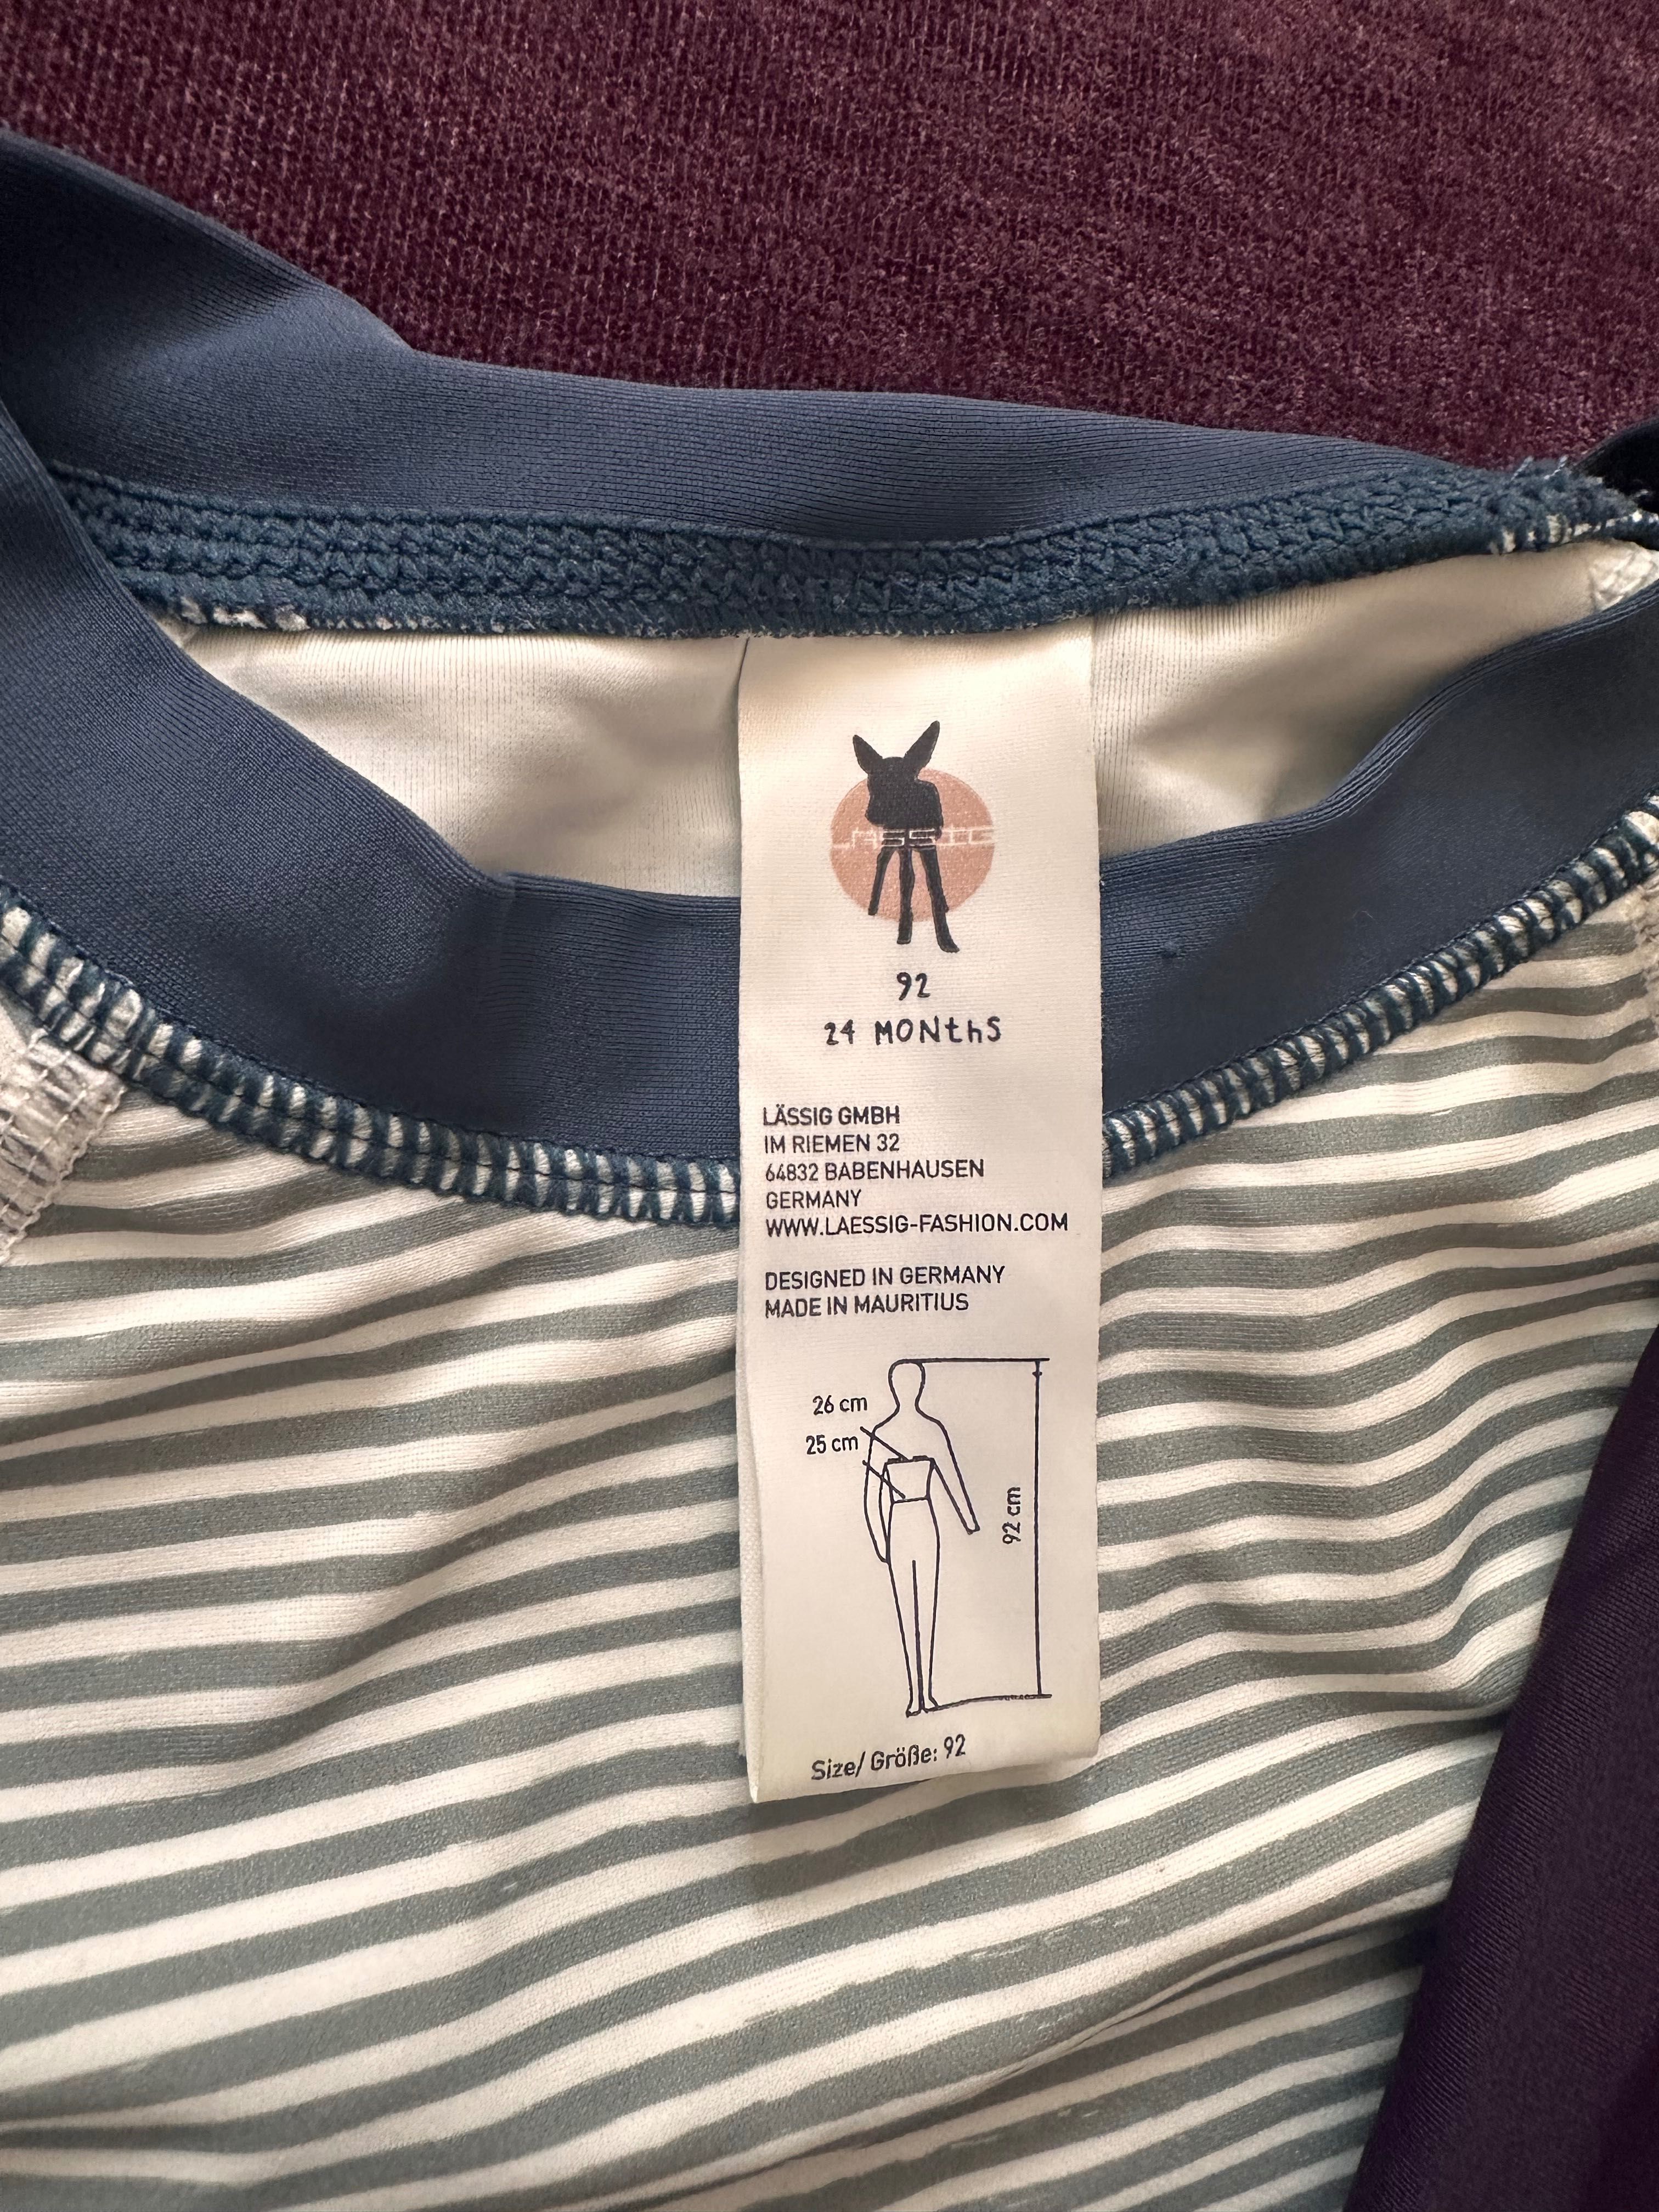 LÄSSIG
92
24 MONthS
LÄSSIG GMBH
IM RIEMEN 32
64832 BABENHAUSEN
GERMANY
WWW.LAESSIG-FASHION.COM
DESIGNED IN GERMANY
MADE IN MAURITIUS
26 cm
25 cm
92 cm
Size/ Größe: 92